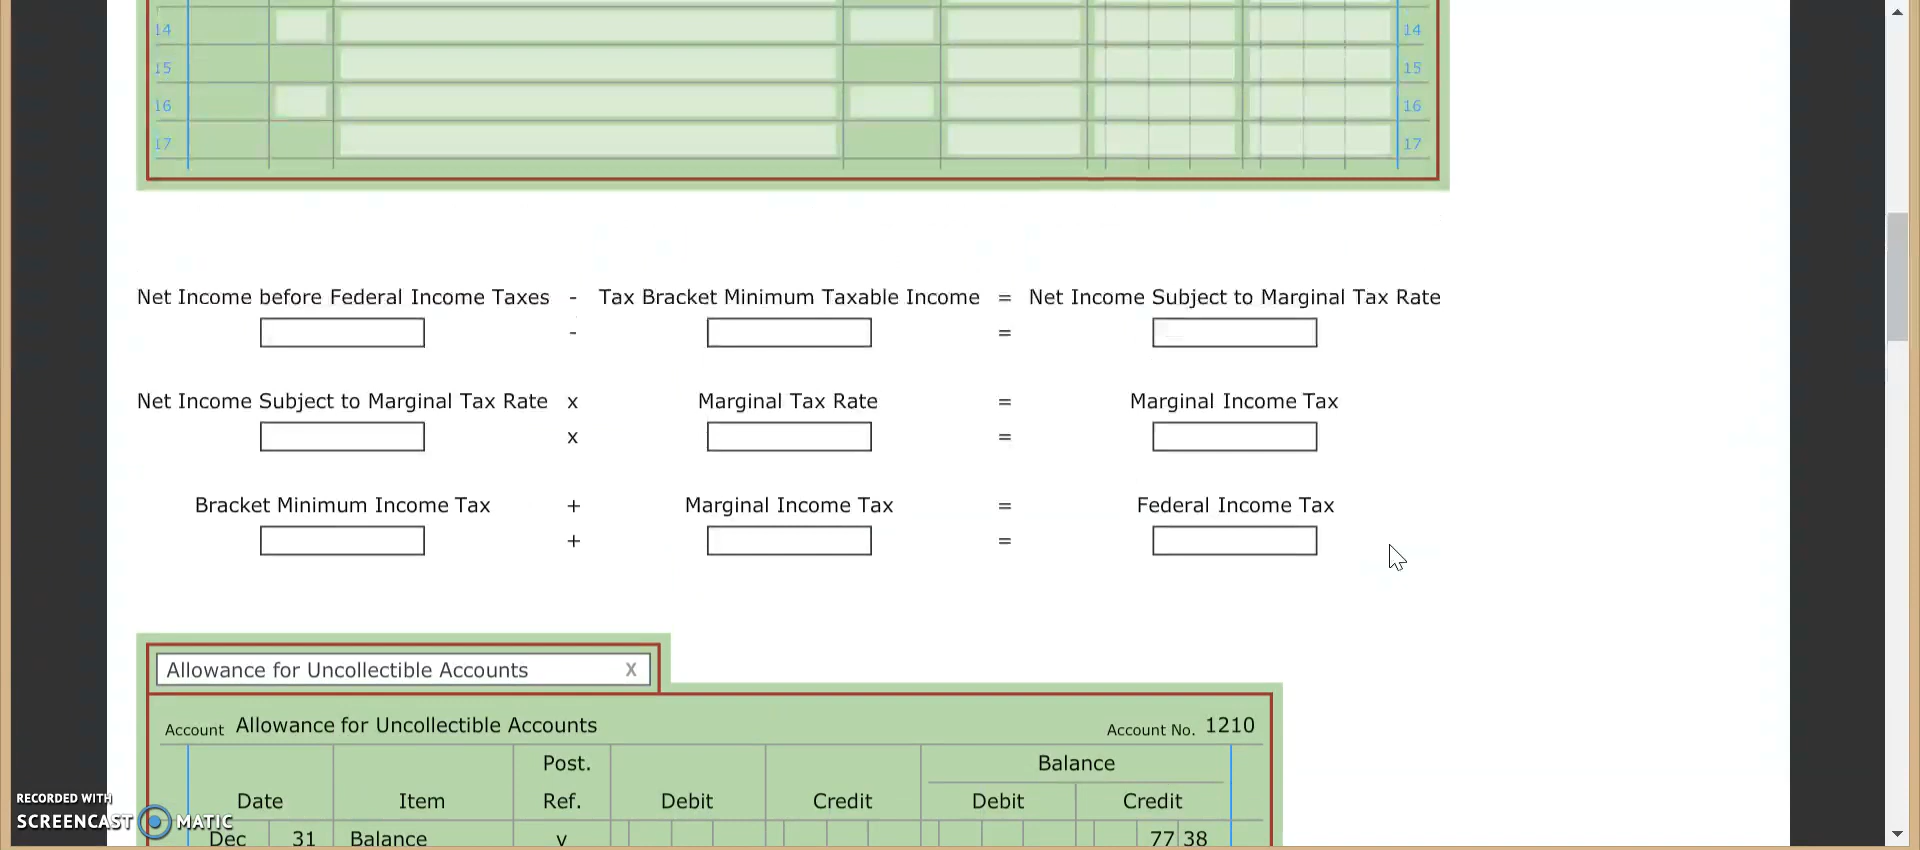 14 14
15 15
16 16
17 17
Net Income before Federal Income Taxes - Tax Bracket Minimum Taxable Income = Net Income Subject to Marginal Tax Rate
- =
Net Income Subject to Marginal Tax Rate x Marginal Tax Rate = Marginal Income Tax
x =
Bracket Minimum Income Tax + Marginal Income Tax = Federal Income Tax
+ =
Allowance for Uncollectible Accounts X
Account Allowance for Uncollectible Accounts Account No. 1210
Post. Balance
Date Item Ref. Debit Credit Debit Credit
Dec 31 Balance v 77 38
RECORDED WITH
SCREENCAST MATIC